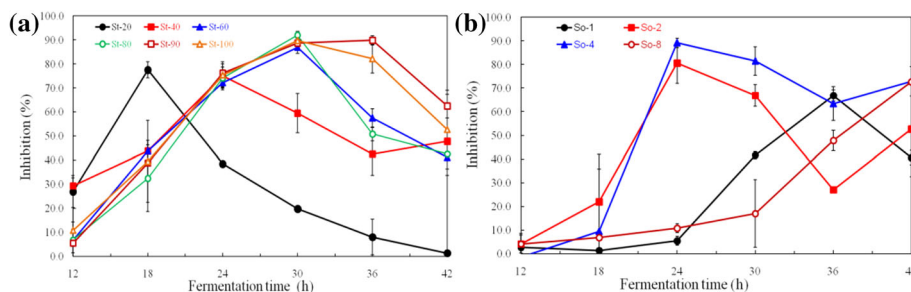 (a)
St-20 St-40 St-60
St-80 St-90 St-100
Inhibition (%)
100.0
90.0
80.0
70.0
60.0
50.0
40.0
30.0
20.0
10.0
0.0
12 18 24 30 36 42
Fermentation time (h)
(b)
So-1 So-2
So-4 So-8
Inhibition (%)
100.0
90.0
80.0
70.0
60.0
50.0
40.0
30.0
20.0
10.0
0.0
12 18 24 30 36 4
Fermentation time (h)